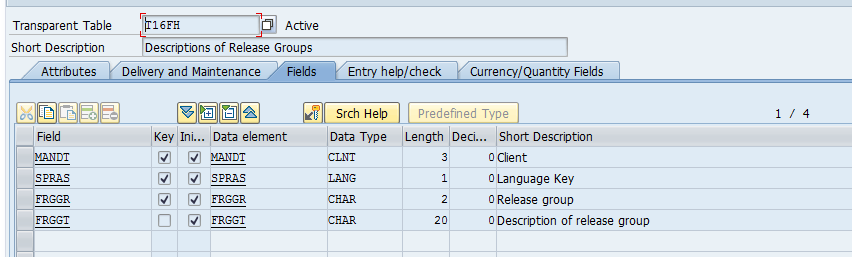 Transparent Table T16FH Active
Short Description Descriptions of Release Groups
Attributes Delivery and Maintenance Fields Entry help/check Currency/Quantity Fields
Srch Help Predefined Type 1 / 4
Field Key Ini... Data element Data Type Length Deci... Short Description
MANDT MANDT CLNT 3 0 Client
SPRAS SPRAS LANG 1 0 Language Key
FRGGR FRGGR CHAR 2 0 Release group
FRGGT FRGGT CHAR 20 0 Description of release group